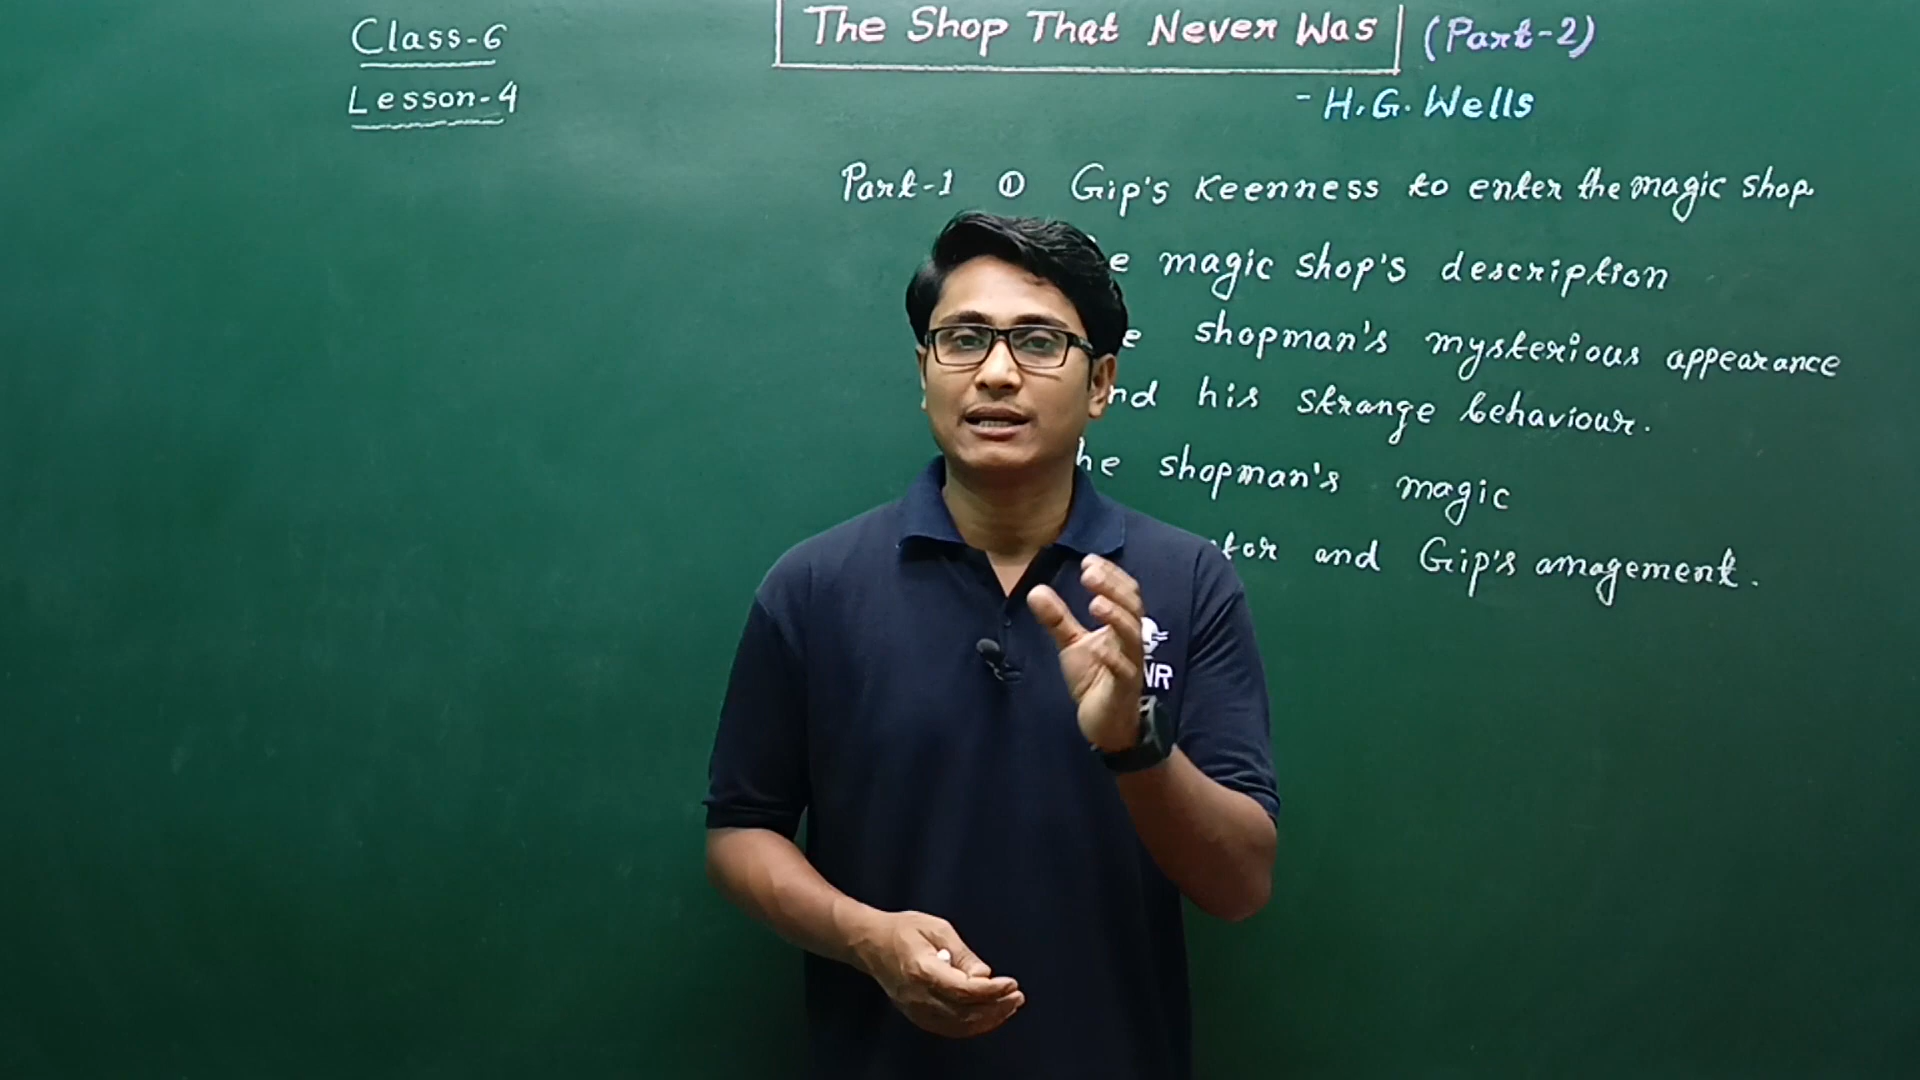 Class-6
The Shop That Never Was (Part-2)
Lesson-4
- H.G. Wells
Part-1 ① Gip's keenness to enter the magic shop
magic shop's description
shopman's mysterious appearance
his strange behaviour.
shopman's magic
and Gip's amagement.